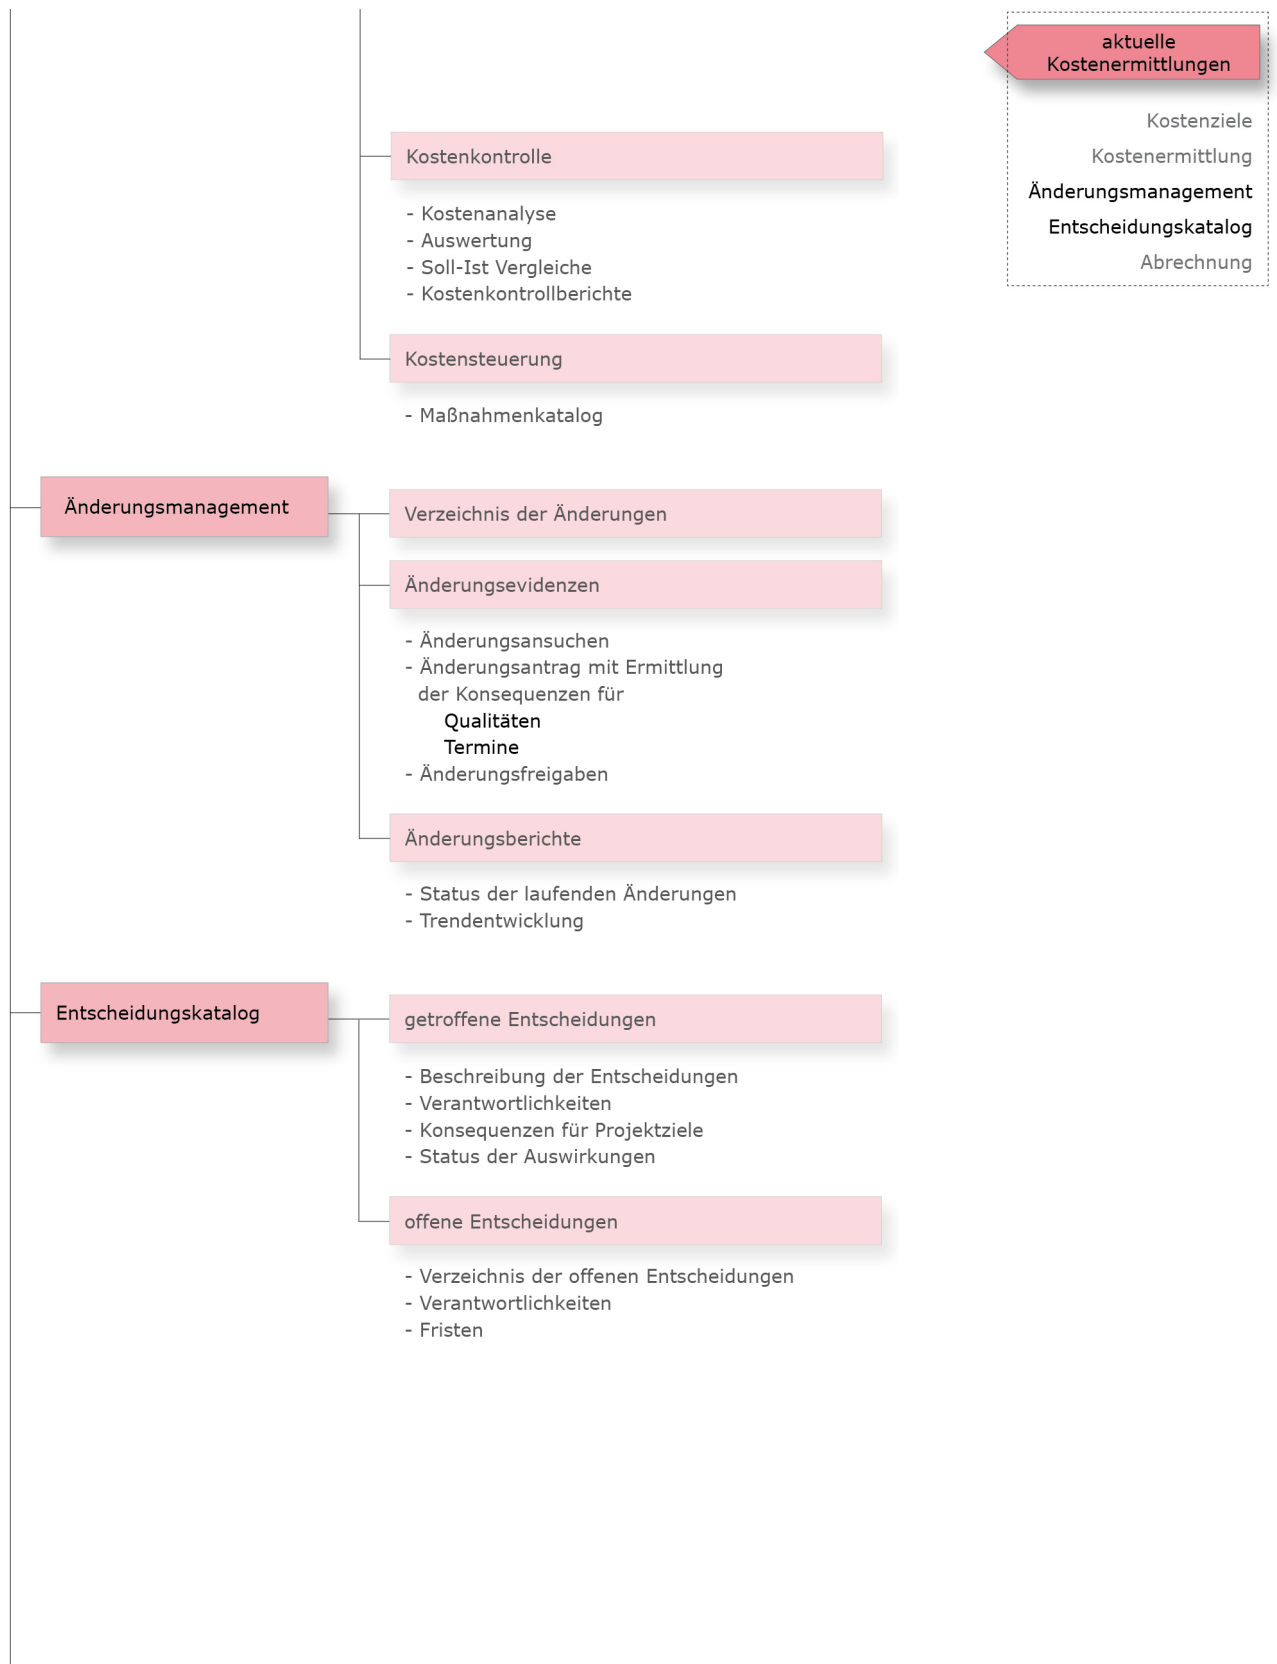 aktuelle
Kostenermittlungen
Kostenziele
Kostenermittlung
Änderungsmanagement
Entscheidungskatalog
Abrechnung
Kostenkontrolle
- Kostenanalyse
- Auswertung
- Soll-Ist Vergleiche
- Kostenkontrollberichte
Kostensteuerung
- Maßnahmenkatalog
Änderungsmanagement
Verzeichnis der Änderungen
Änderungsevidenzen
- Änderungsansuchen
- Änderungsantrag mit Ermittlung
der Konsequenzen für
Qualitäten
Termine
- Änderungsfreigaben
Änderungsberichte
- Status der laufenden Änderungen
- Trendentwicklung
Entscheidungskatalog
getroffene Entscheidungen
- Beschreibung der Entscheidungen
- Verantwortlichkeiten
- Konsequenzen für Projektziele
- Status der Auswirkungen
offene Entscheidungen
- Verzeichnis der offenen Entscheidungen
- Verantwortlichkeiten
- Fristen